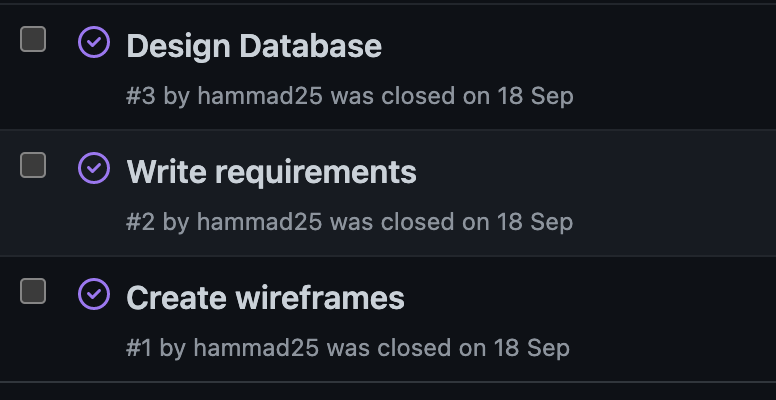 Design Database
#3 by hammad25 was closed on 18 Sep
Write requirements
#2 by hammad25 was closed on 18 Sep
Create wireframes
#1 by hammad25 was closed on 18 Sep